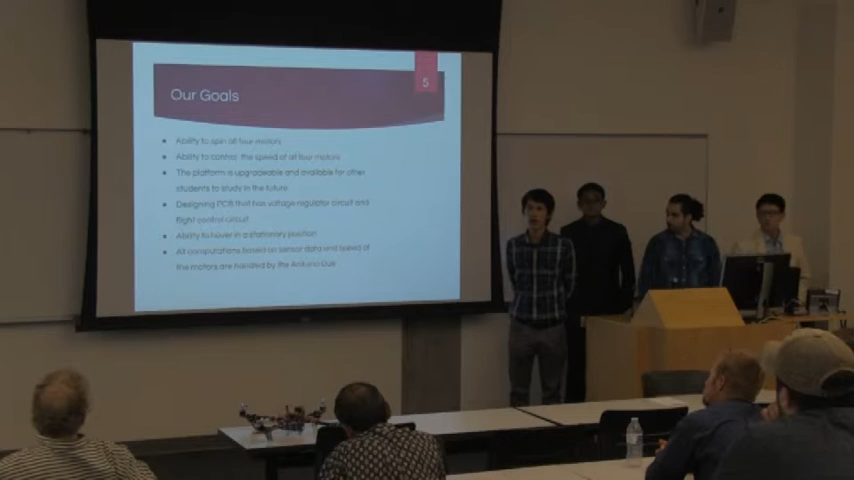 5
Our Goals
Ability to spin all four motors
Ability to control the speed of all four motors
The platform is upgradeable and available for other
students to study in the future
Designing PCB that has voltage regulator circuit and
flight control circuit
Ability to hover in a stationary position
All computations based on sensor data and speed of
the motors are handled by the Arduino Due